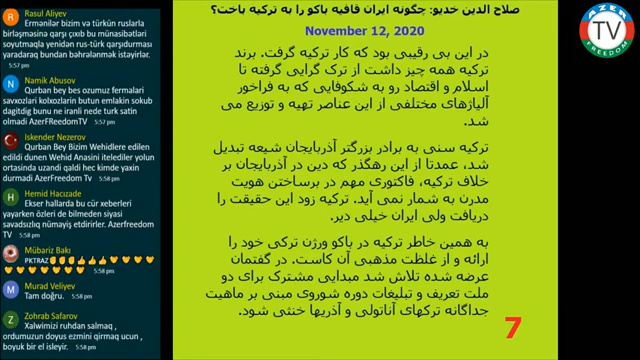 Rasul Aliyev
Ermənilər bizim və türkün ruslarla
birləşməsinə qarşı çıxıb bu münasibətləri
soyutmaqla yenidən rus-türk qarşıdurması
yaradaraq bundan bəhrələnmək istəyirlər.
5:57 pm
Namik Abusov
Qurban bey bes ozumuz fermalari
savxozlari kolxozlarin butun emlakin sokub
dagitdig bunu ne iranli nede turk satin
olmadi AzerFReedomTV 5:57 pm
Iskender Nezerov
Qurban Bey Bizim Wehidlere edilen
edildi dunen Wehid Anasini itelediler yolun
ortasinda uzandi qaldi hec kimde yaxin
durmadi AzerFreedom Tv 5:58 pm
Hemid Hacızade
Ekser hallarda bu cür xeberleri
yayarken özleri de bilmeden siyasi
savadsızlıq nümayiş etdirirler. Azerfreedom
TV 5:58 pm
Mübariz Bakı
PKTRAZ✊✊✊👍👍👍💛💛💛💛
💛💛💛💛💛💛💛 5:58 pm
Murad Veliyev
Tam doğru. 5:58 pm
Zohrab Safarov
Xalwimizi ruhdan salmaq ,
ordumuzun doyus ezmini qirmaq ucun ,
boyuk bir el isleyir. 5:58 pm
صلاح الدین خدیو: چگونه ایران قافیه باکو را به ترکیه باخت؟
November 12, 2020
در این بی رقیبی بود که کار ترکیه گرفت. برند
ترکیه همه چیز داشت از ترک گرایی گرفته تا
اسلام و اقتصاد رو به شکوفایی که به فراخور
آلیاژهای مختلفی از این عناصر تهیه و توزیع می
شد.
ترکیه سنی به برادر بزرگتر آذربایجان شیعه تبدیل
شد، عمدتا از این رهگذر که دین در آذربایجان بر
خلاف ترکیه، فاکتوری مهم در برساختن هویت
مدرن به شمار نمی آید. ترکیه زود این حقیقت را
دریافت ولی ایران خیلی دیر.
به همین خاطر ترکیه در باکو ورژن ترکی خود را
ارائه و از غلظت مذهبی آن کاست. در گفتمان
عرضه شده تلاش شد مبدایی مشترک برای دو
ملت تعریف و تبلیغات دوره شوروی مبنی بر ماهیت
جداگانه ترکهای آناتولی و آذریها خنثی شود.
7
AZER
TV
FREEDOM